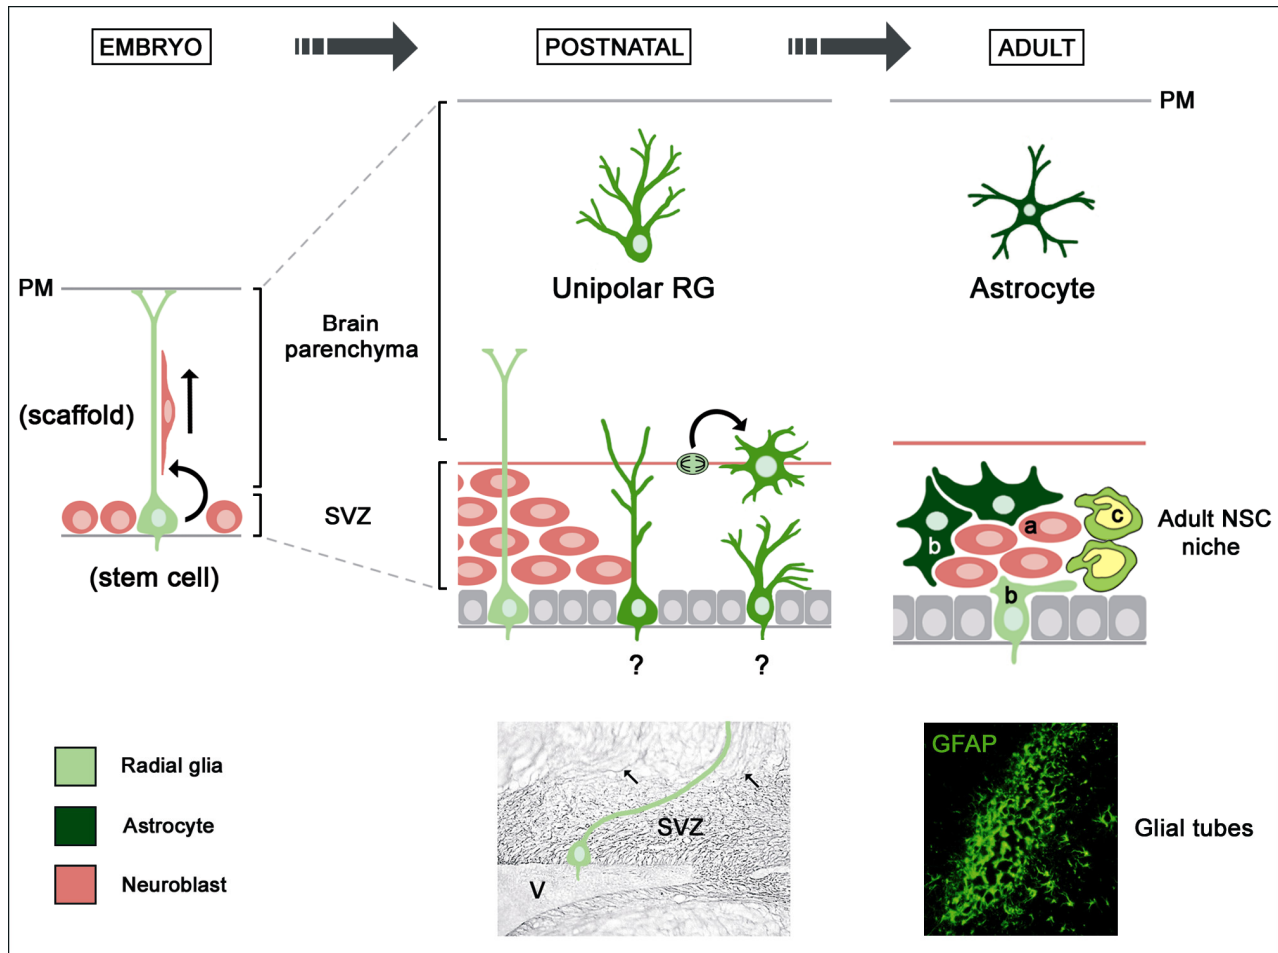 EMBRYO
POSTNATAL
ADULT
PM
PM
Unipolar RG
Astrocyte
Brain
parenchyma
(scaffold)
SVZ
(stem cell)
?
?
a
b
b
c
Adult NSC
niche
Radial glia
Astrocyte
Neuroblast
SVZ
V
GFAP
Glial tubes